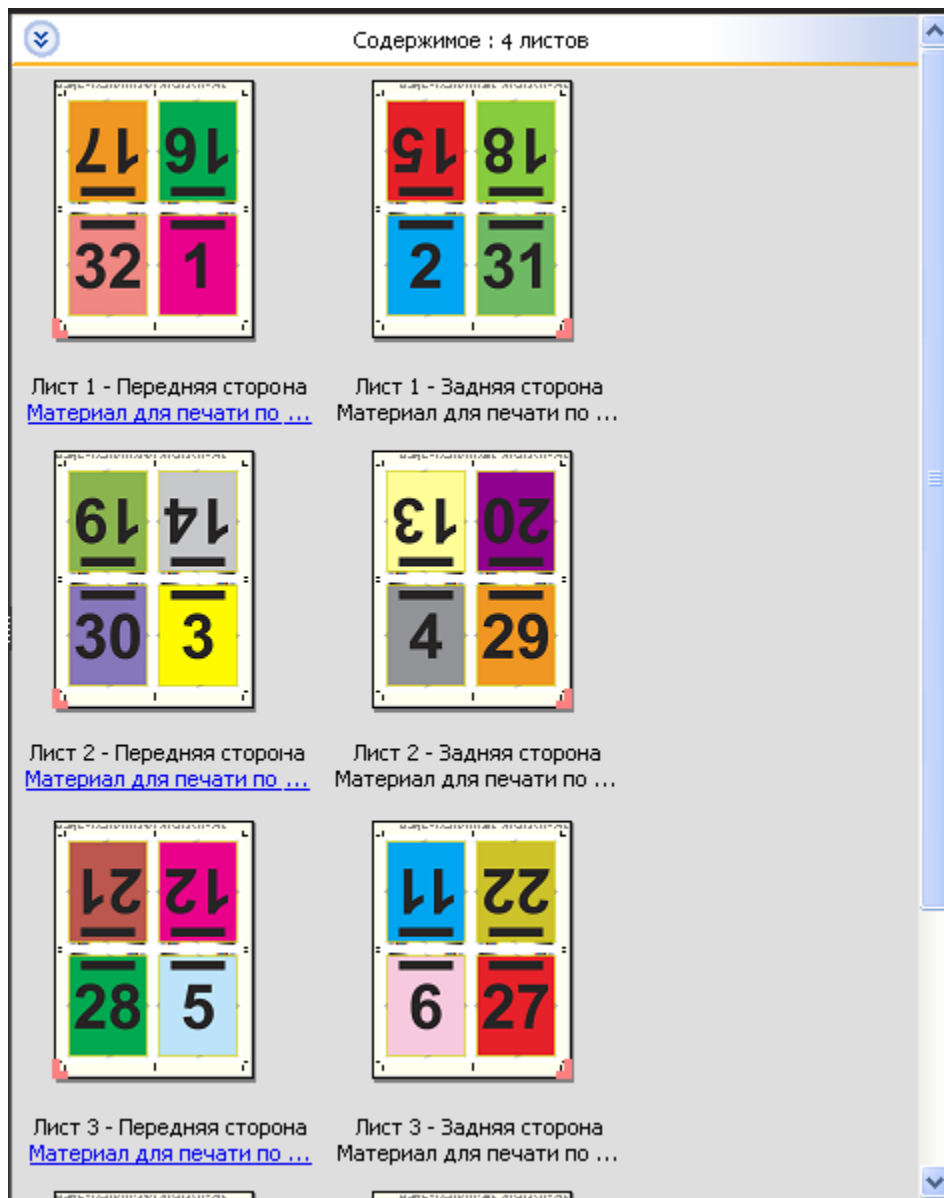 Содержимое : 4 листов
17 16 15 18
32 1 2 31
Лист 1 - Передняя сторона Лист 1 - Задняя сторона
Материал для печати по ... Материал для печати по ...
19 14 13 20
30 3 4 29
Лист 2 - Передняя сторона Лист 2 - Задняя сторона
Материал для печати по ... Материал для печати по ...
21 12 11 22
28 5 6 27
Лист 3 - Передняя сторона Лист 3 - Задняя сторона
Материал для печати по ... Материал для печати по ...